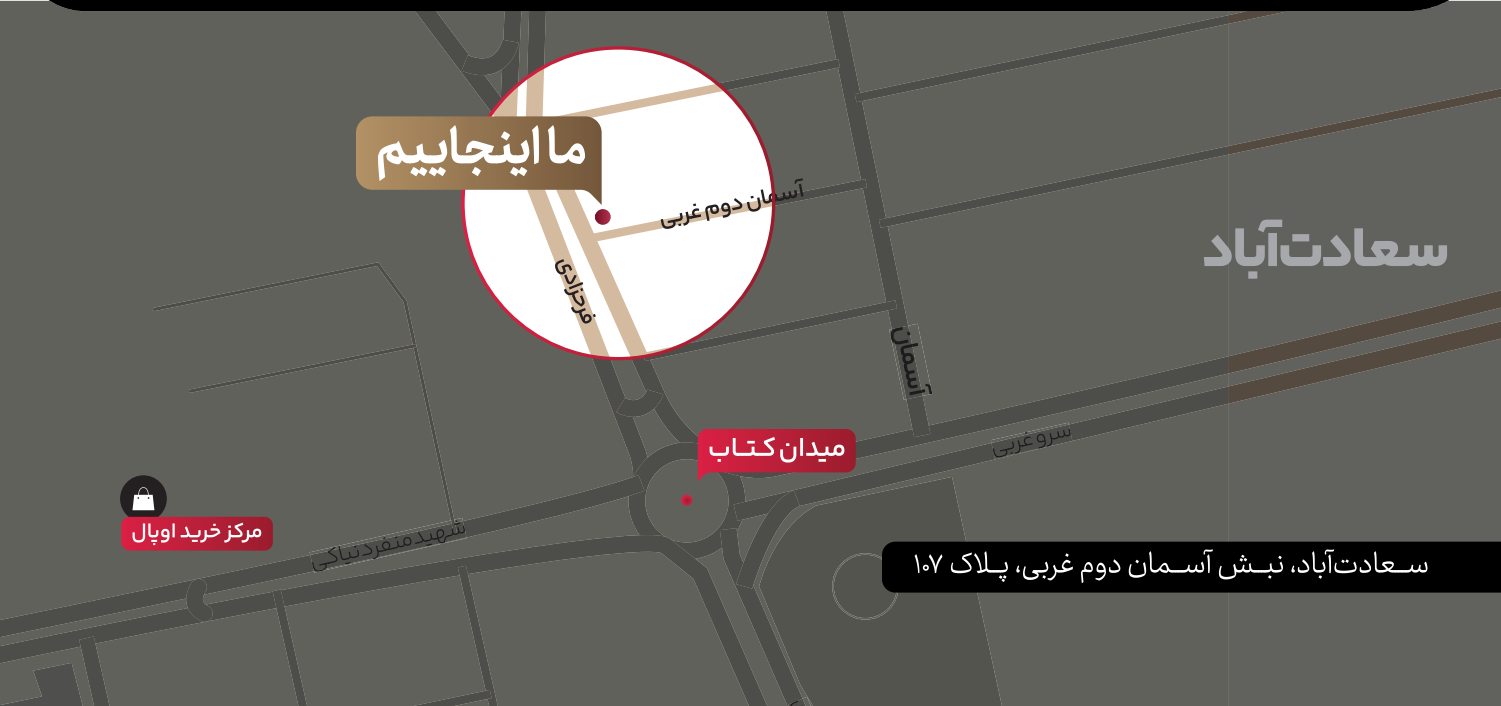 ما اینجاییم
آسمان دوم غربی
فرحزادی
سعادت‌آباد
آسمان
سرو غربی
میدان کتاب
مرکز خرید اوپال
شهید منفرد نیاکی
سعادت‌آباد، نبش آسمان دوم غربی، پلاک ۱۰۷